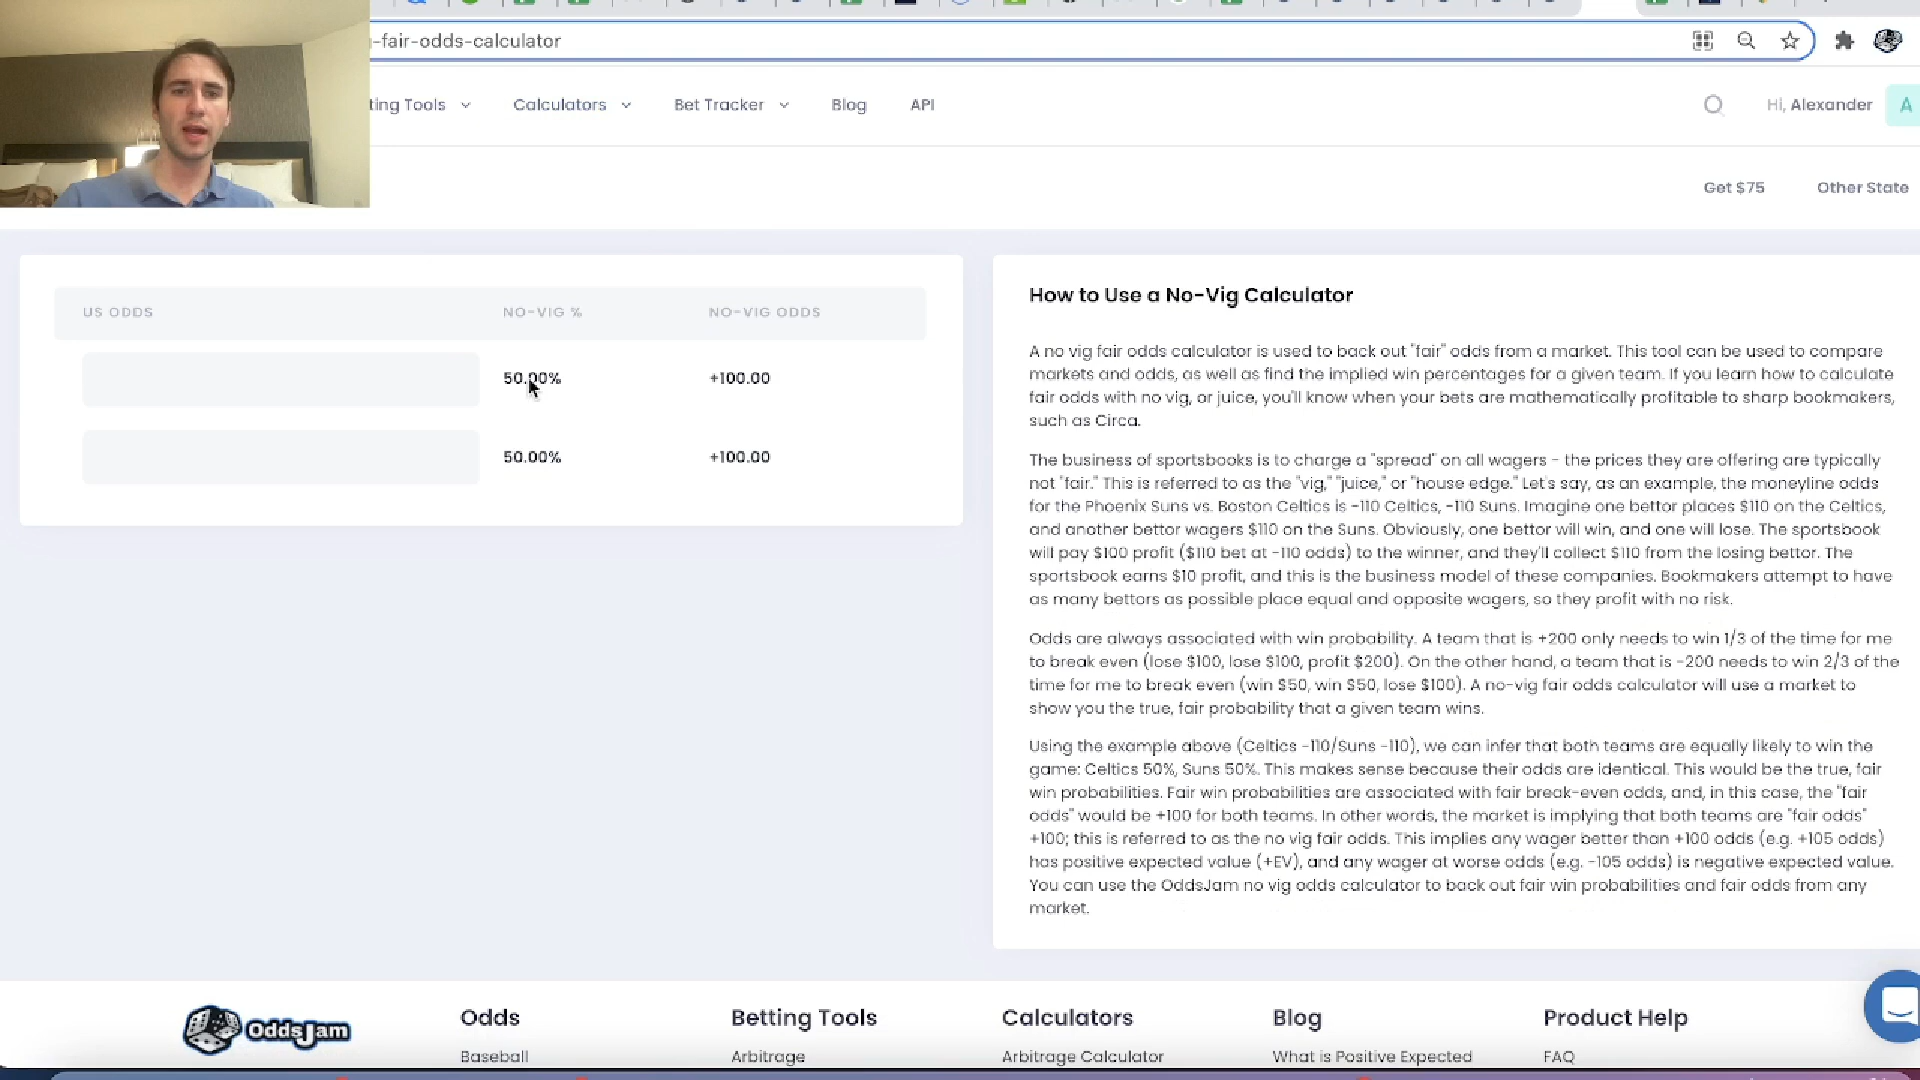 -fair-odds-calculator
ting Tools
Calculators
Bet Tracker
Blog
API
Hi, Alexander
A
Get $75
Other State
US ODDS
NO-VIG %
NO-VIG ODDS
50.00%
+100.00
50.00%
+100.00
How to Use a No-Vig Calculator
A no vig fair odds calculator is used to back out "fair" odds from a market. This tool can be used to compare
markets and odds, as well as find the implied win percentages for a given team. If you learn how to calculate
fair odds with no vig, or juice, you'll know when your bets are mathematically profitable to sharp bookmakers,
such as Circa.
The business of sportsbooks is to charge a "spread" on all wagers - the prices they are offering are typically
not "fair." This is referred to as the "vig," "juice," or "house edge." Let's say, as an example, the moneyline odds
for the Phoenix Suns vs. Boston Celtics is -110 Celtics, -110 Suns. Imagine one bettor places $110 on the Celtics,
and another bettor wagers $110 on the Suns. Obviously, one bettor will win, and one will lose. The sportsbook
will pay $100 profit ($110 bet at -110 odds) to the winner, and they'll collect $110 from the losing bettor. The
sportsbook earns $10 profit, and this is the business model of these companies. Bookmakers attempt to have
as many bettors as possible place equal and opposite wagers, so they profit with no risk.
Odds are always associated with win probability. A team that is +200 only needs to win 1/3 of the time for me
to break even (lose $100, lose $100, profit $200). On the other hand, a team that is -200 needs to win 2/3 of the
time for me to break even (win $50, win $50, lose $100). A no-vig fair odds calculator will use a market to
show you the true, fair probability that a given team wins.
Using the example above (Celtics -110/Suns -110), we can infer that both teams are equally likely to win the
game: Celtics 50%, Suns 50%. This makes sense because their odds are identical. This would be the true, fair
win probabilities. Fair win probabilities are associated with fair break-even odds, and, in this case, the "fair
odds" would be +100 for both teams. In other words, the market is implying that both teams are "fair odds"
+100; this is referred to as the no vig fair odds. This implies any wager better than +100 odds (e.g. +105 odds)
has positive expected value (+EV), and any wager at worse odds (e.g. -105 odds) is negative expected value.
You can use the OddsJam no vig odds calculator to back out fair win probabilities and fair odds from any
market.
OddsJam
Odds
Betting Tools
Calculators
Blog
Product Help
Baseball
Arbitrage
Arbitrage Calculator
What is Positive Expected
FAQ